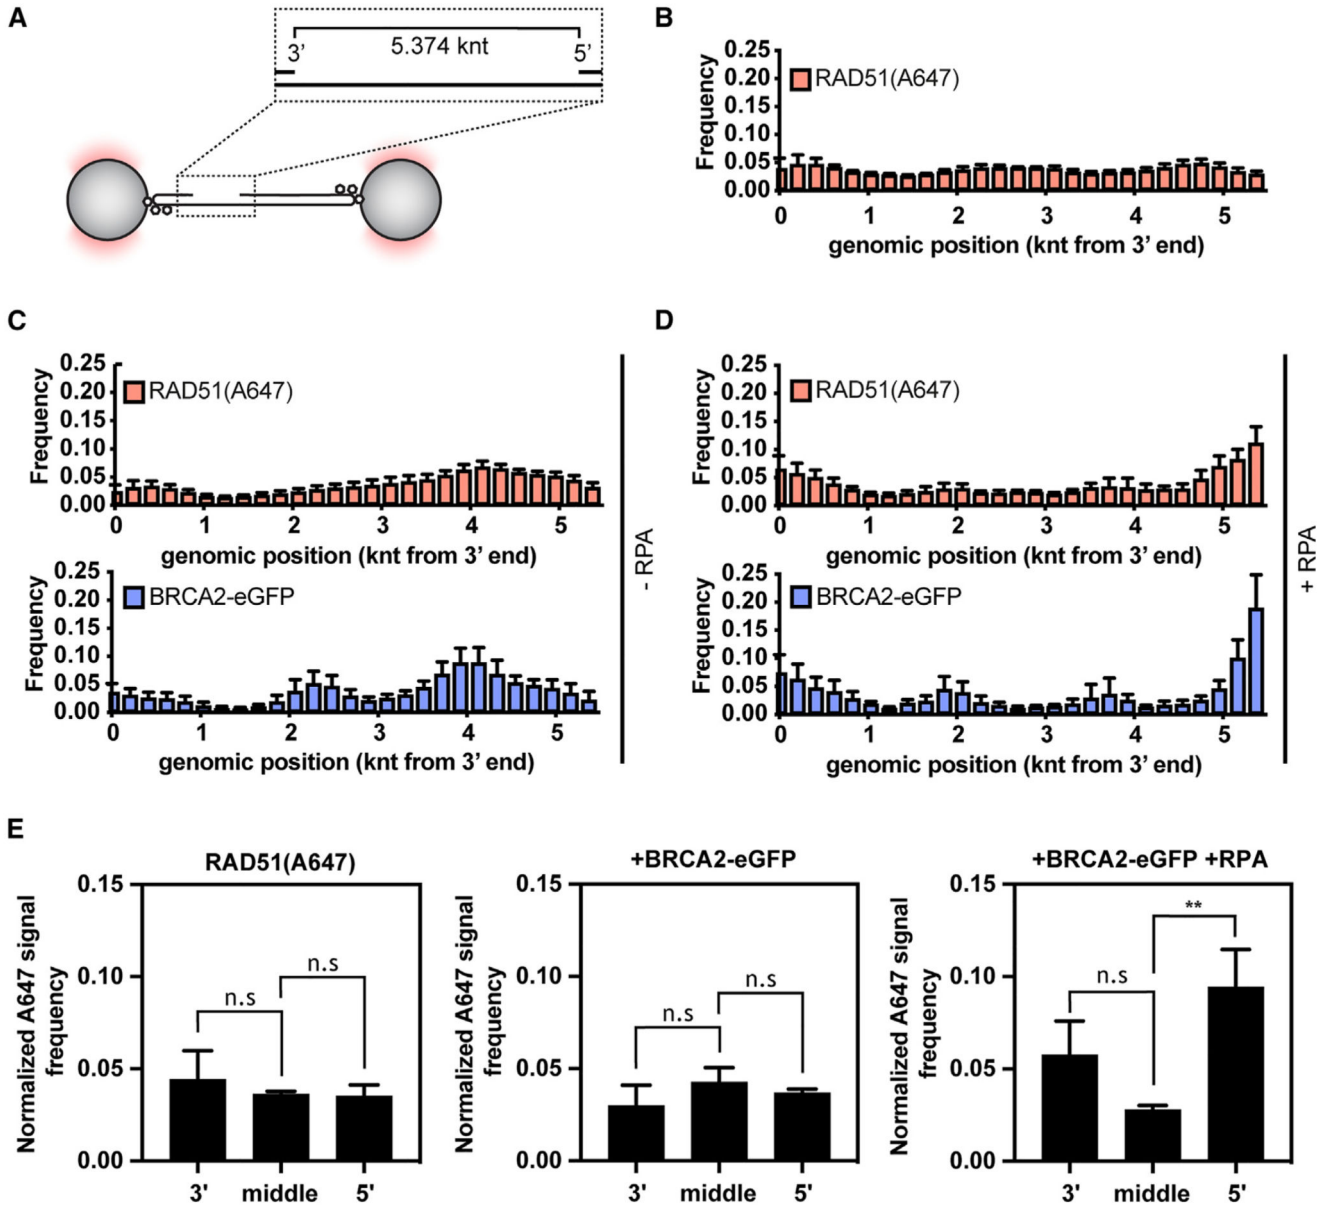 A
3’
5.374 knt
5’
B
0.25
0.20
0.15
0.10
0.05
0.00
Frequency
RAD51(A647)
0 1 2 3 4 5
genomic position (knt from 3’ end)
C
0.25
0.20
0.15
0.10
0.05
0.00
Frequency
RAD51(A647)
0 1 2 3 4 5
genomic position (knt from 3’ end)
0.25
0.20
0.15
0.10
0.05
0.00
Frequency
BRCA2-eGFP
0 1 2 3 4 5
genomic position (knt from 3’ end)
- RPA
D
0.25
0.20
0.15
0.10
0.05
0.00
Frequency
RAD51(A647)
0 1 2 3 4 5
genomic position (knt from 3’ end)
0.25
0.20
0.15
0.10
0.05
0.00
Frequency
BRCA2-eGFP
0 1 2 3 4 5
genomic position (knt from 3’ end)
+ RPA
E
RAD51(A647)
Normalized A647 signal
frequency
0.15
0.10
0.05
0.00
n.s
n.s
3' middle 5'
+BRCA2-eGFP
Normalized A647 signal
frequency
0.15
0.10
0.05
0.00
n.s
n.s
3' middle 5'
+BRCA2-eGFP +RPA
Normalized A647 signal
frequency
0.15
0.10
0.05
0.00
n.s
**
3' middle 5'